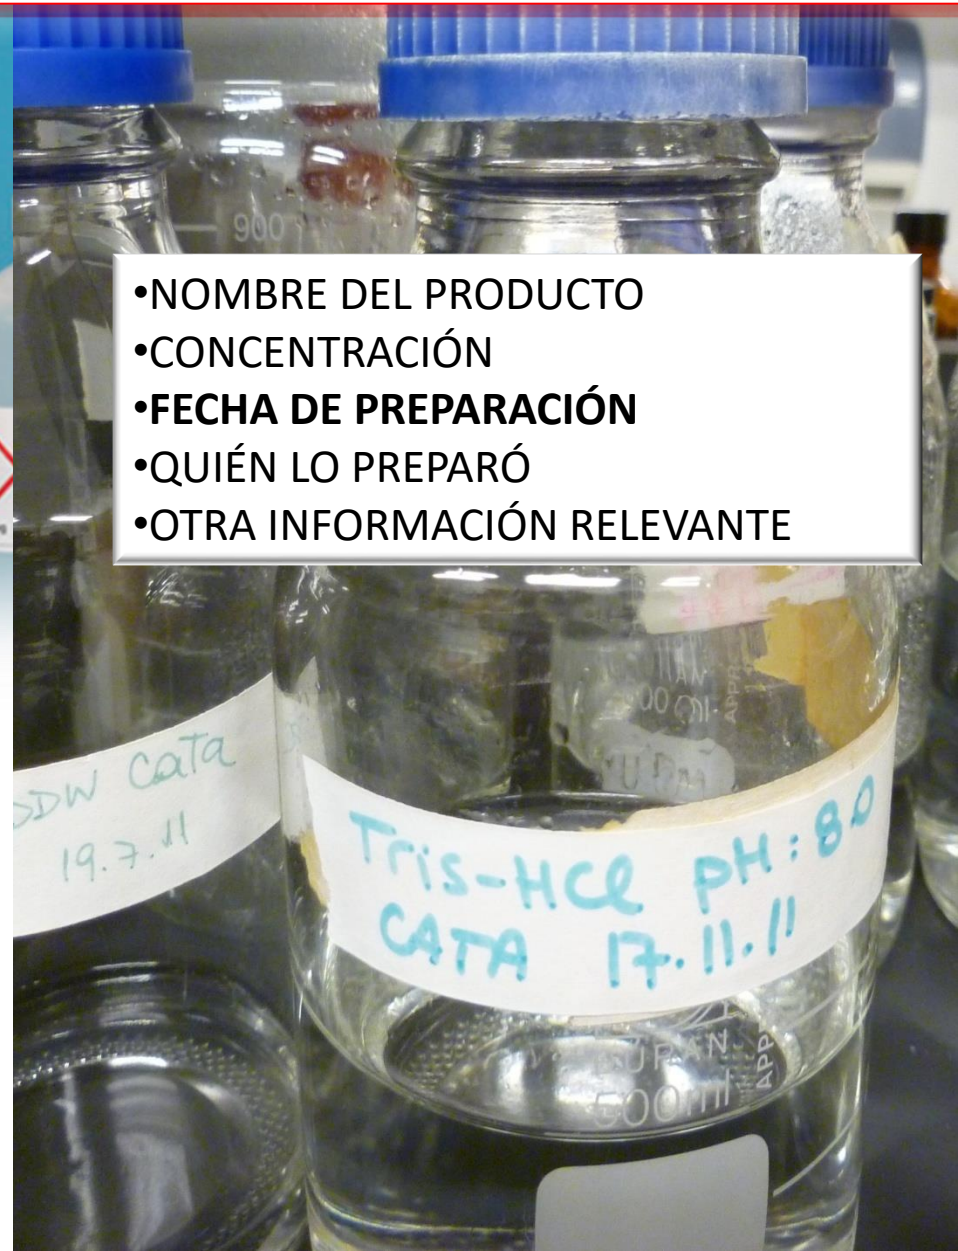 900
•NOMBRE DEL PRODUCTO
•CONCENTRACIÓN
•FECHA DE PREPARACIÓN
•QUIÉN LO PREPARÓ
•OTRA INFORMACIÓN RELEVANTE
DDW Cata
19.7.11
Tris-HCl pH: 8.0
CATA 17.11.11
DURAN
500ml